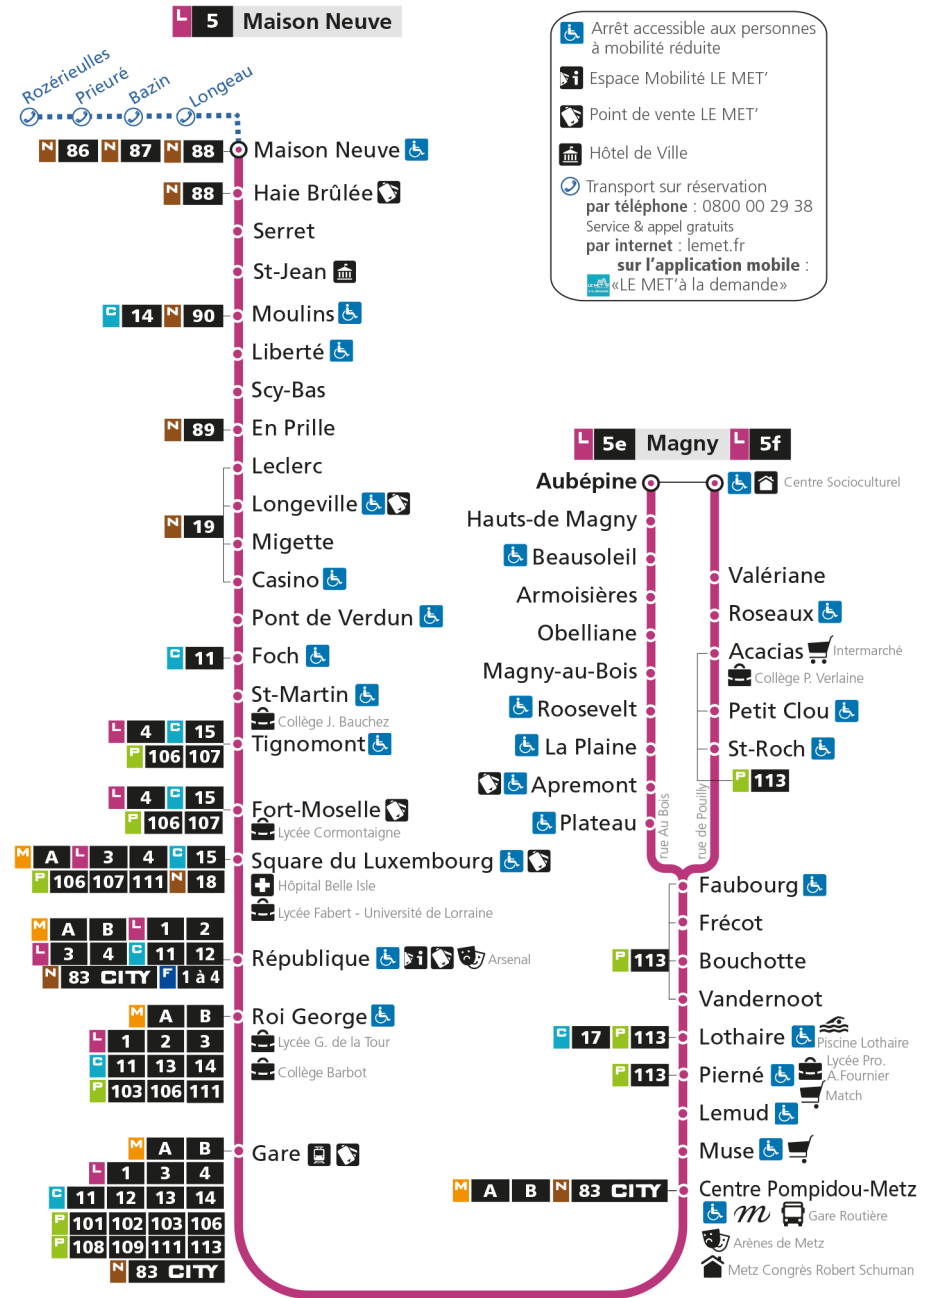 L 5 Maison Neuve
Rozérieulles
Prieuré
Bazin
Longeau
N 86 N 87 N 88 Maison Neuve
N 88 Haie Brûlée
Serret
St-Jean
C 14 N 90 Moulins
Liberté
Scy-Bas
N 89 En Prille
Leclerc
Longeville
N 19
Migette
Casino
Pont de Verdun
C 11 Foch
St-Martin
Collège J. Bauchez
L 4 C 15
Tignomont
P 106 107
L 4 C 15
Fort-Moselle
P 106 107
Lycée Cormontaigne
M A L 3 4 C 15
Square du Luxembourg
P 106 107 111 N 18
Hôpital Belle Isle
Lycée Fabert - Université de Lorraine
M A B L 1 2
L 3 4 C 11 12
République
Arsenal
N 83 CITY F 1 à 4
M A B Roi George
L 1 2 3
Lycée G. de la Tour
C 11 13 14
Collège Barbot
P 103 106 111
M A B Gare
L 1 3 4
C 11 12 13 14
P 101 102 103 106
P 108 109 111 113
N 83 CITY
Arrêt accessible aux personnes
à mobilité réduite
i Espace Mobilité LE MET'
Point de vente LE MET'
Hôtel de Ville
Transport sur réservation
par téléphone : 0800 00 29 38
Service & appel gratuits
par internet : lemet.fr
sur l'application mobile :
«LE MET'à la demande»
L 5e Magny L 5f
Aubépine
Centre Socioculturel
Hauts-de Magny
Beausoleil
Armoisières
Obelliane
Magny-au-Bois
Roosevelt
La Plaine
Apremont
Plateau
rue Au Bois
Valériane
Roseaux
Acacias Intermarché
Collège P. Verlaine
Petit Clou
St-Roch
P 113
rue de Pouilly
Faubourg
Frécot
P 113 Bouchotte
Vandernoot
C 17 P 113 Lothaire
Piscine Lothaire
P 113 Pierné
Lycée Pro.
A.Fournier
Match
Lemud
Muse
M A B N 83 CITY Centre Pompidou-Metz
m Gare Routière
Arènes de Metz
Metz Congrès Robert Schuman